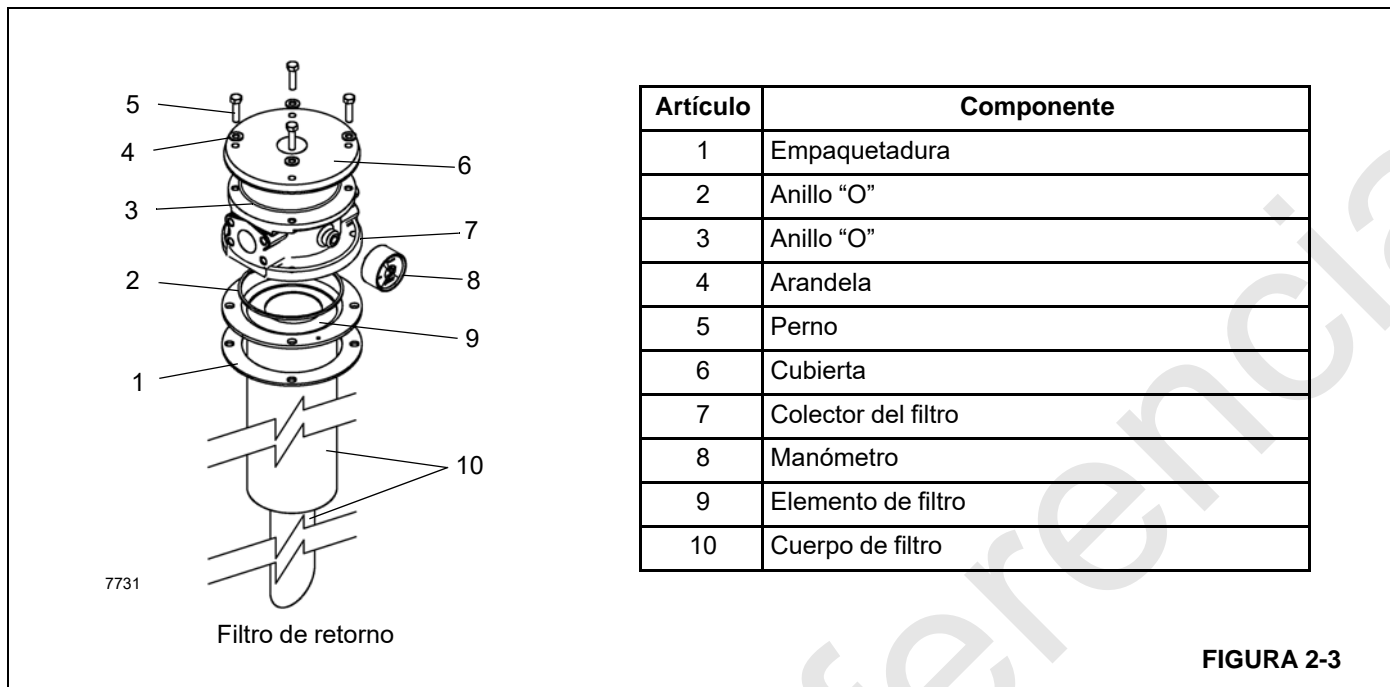 5
4
6
3
7
2
8
9
1
10
7731
Filtro de retorno
Artículo Componente
1 Empaquetadura
2 Anillo “O”
3 Anillo “O”
4 Arandela
5 Perno
6 Cubierta
7 Colector del filtro
8 Manómetro
9 Elemento de filtro
10 Cuerpo de filtro
FIGURA 2-3